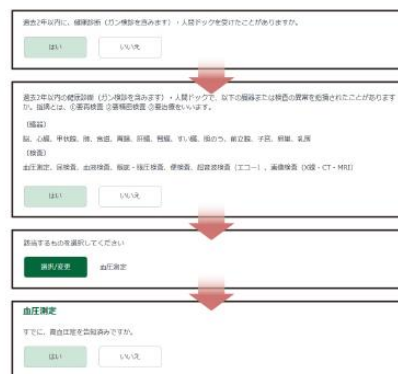 過去2年以内に、健康診断（ガン検診を含みます）・人間ドックを受けたことがありますか。
はい
いいえ
過去2年以内の健康診断（ガン検診を含みます）・人間ドックで、以下の臓器または検査の異常を指摘されたことがあります
か。指摘とは、①要再検査 ②要精密検査 ③要治療をいいます。
（臓器）
脳、心臓、甲状腺、肺、食道、胃腸、肝臓、腎臓、すい臓、胆のう、前立腺、子宮、卵巣、乳房
（検査）
血圧測定、尿検査、血液検査、眼底・眼圧検査、便検査、超音波検査（エコー）、画像検査（X線・CT・MRI）
はい
いいえ
該当するものを選択してください
選択/変更
血圧測定
血圧測定
すでに、高血圧症を告知済みですか。
はい
いいえ